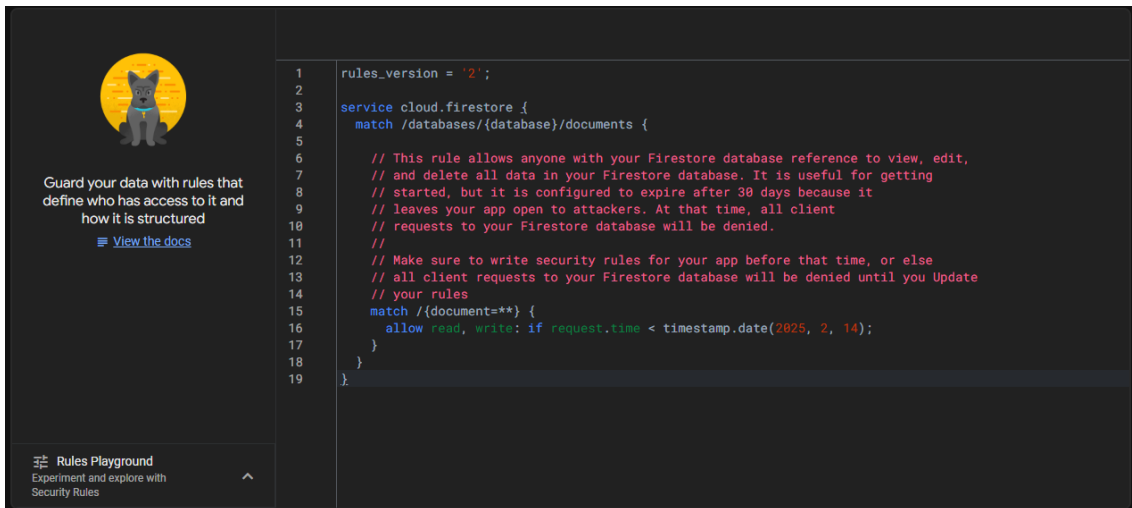 Guard your data with rules that
define who has access to it and
how it is structured
View the docs
Rules Playground
Experiment and explore with
Security Rules
1 rules_version = '2';
2
3 service cloud.firestore {
4 match /databases/{database}/documents {
5
6 // This rule allows anyone with your Firestore database reference to view, edit,
7 // and delete all data in your Firestore database. It is useful for getting
8 // started, but it is configured to expire after 30 days because it
9 // leaves your app open to attackers. At that time, all client
10 // requests to your Firestore database will be denied.
11 //
12 // Make sure to write security rules for your app before that time, or else
13 // all client requests to your Firestore database will be denied until you Update
14 // your rules
15 match /{document=**} {
16 allow read, write: if request.time < timestamp.date(2025, 2, 14);
17 }
18 }
19 }